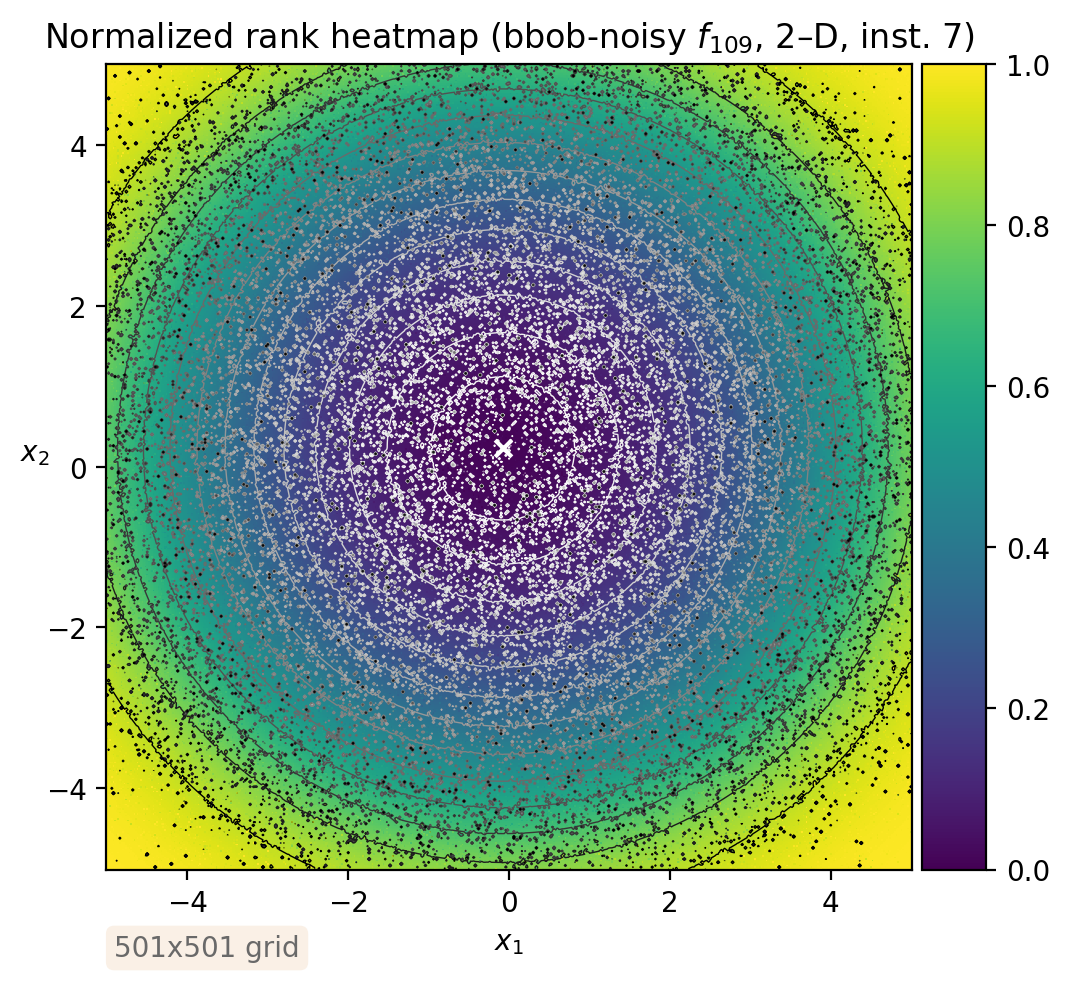 Normalized rank heatmap (bbob-noisy f109, 2–D, inst. 7)
1.0
0.8
0.6
0.4
0.2
0.0
4
2
0
−2
−4
x2
−4 −2 0 2 4
x1
501x501 grid